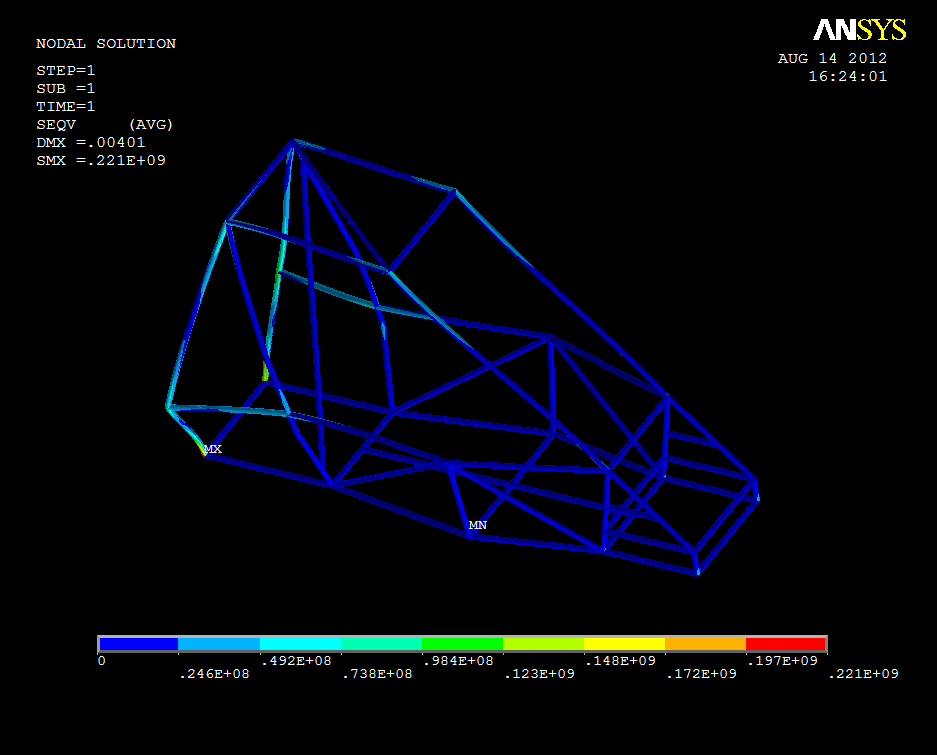 NODAL SOLUTION
STEP=1
SUB =1
TIME=1
SEQV (AVG)
DMX =.00401
SMX =.221E+09
ANSYS
AUG 14 2012
16:24:01
MX
MN
0
.246E+08
.492E+08
.738E+08
.984E+08
.123E+09
.148E+09
.172E+09
.197E+09
.221E+09